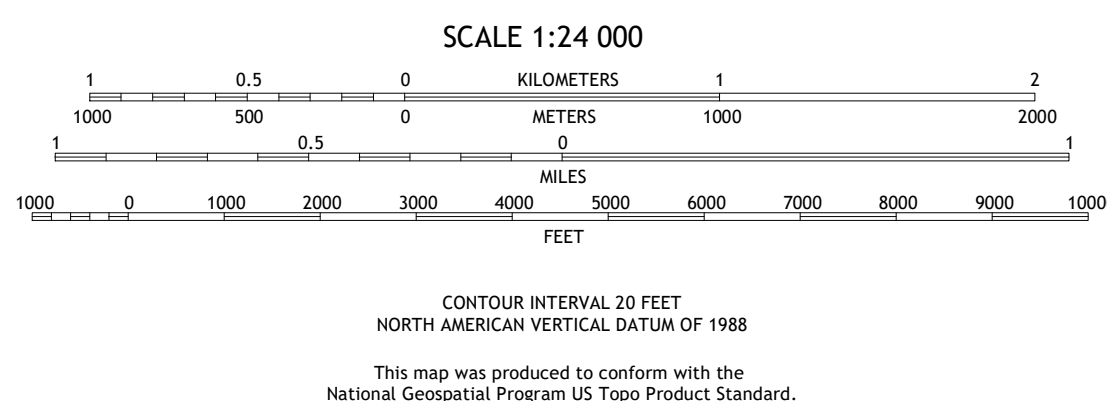 SCALE 1:24 000
1 0.5 0 KILOMETERS 1 2
1000 500 0 METERS 1000 2000
1 0.5 0 1
MILES
1000 0 1000 2000 3000 4000 5000 6000 7000 8000 9000 1000
FEET
CONTOUR INTERVAL 20 FEET
NORTH AMERICAN VERTICAL DATUM OF 1988
This map was produced to conform with the
National Geospatial Program US Topo Product Standard.